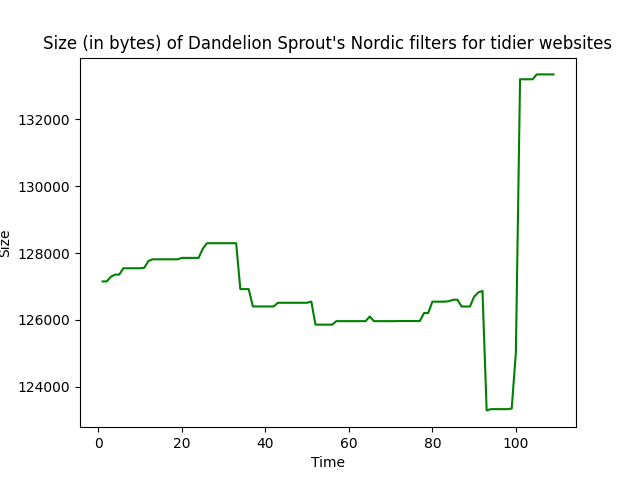 Size (in bytes) of Dandelion Sprout's Nordic filters for tidier websites
132000
130000
128000
126000
124000
Size
0 20 40 60 80 100
Time